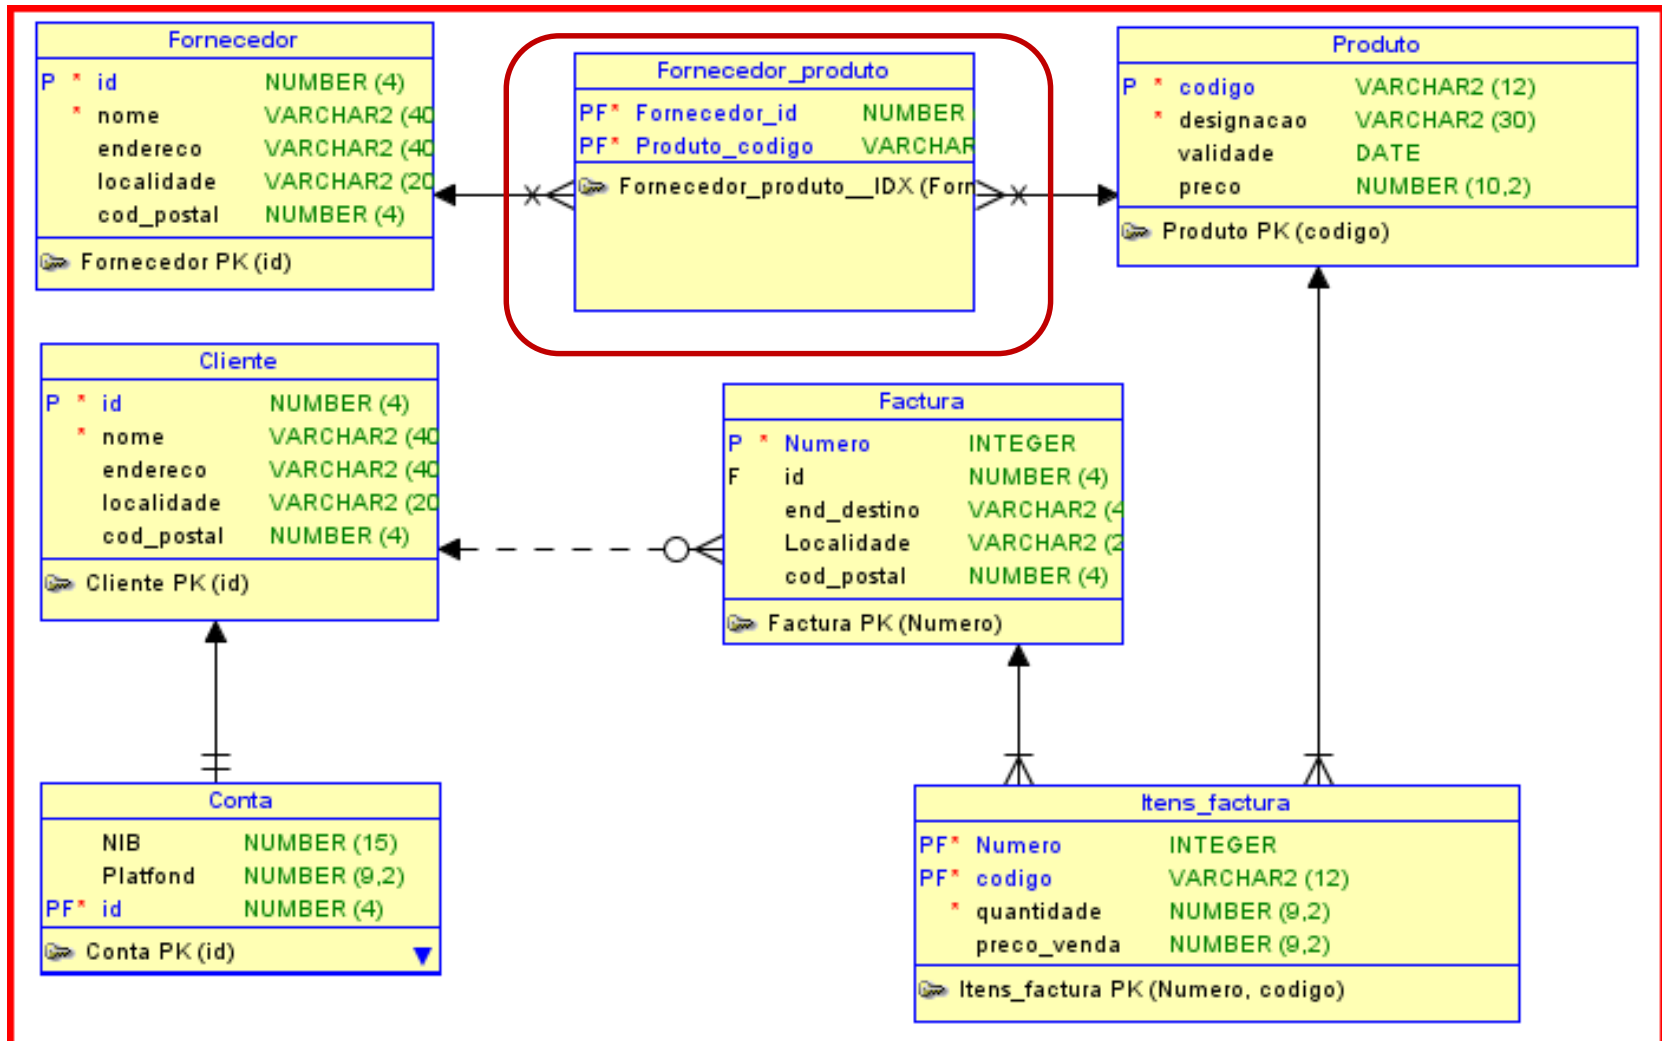 Fornecedor
P * id NUMBER (4)
* nome VARCHAR2 (40
endereco VARCHAR2 (40
localidade VARCHAR2 (20
cod_postal NUMBER (4)
Fornecedor PK (id)
Fornecedor_produto
PF* Fornecedor_id NUMBER
PF* Produto_codigo VARCHAR
Fornecedor_produto__IDX (Forn
Produto
P * codigo VARCHAR2 (12)
* designacao VARCHAR2 (30)
validade DATE
preco NUMBER (10,2)
Produto PK (codigo)
Cliente
P * id NUMBER (4)
* nome VARCHAR2 (40
endereco VARCHAR2 (40
localidade VARCHAR2 (20
cod_postal NUMBER (4)
Cliente PK (id)
Factura
P * Numero INTEGER
F id NUMBER (4)
end_destino VARCHAR2 (4
Localidade VARCHAR2 (2
cod_postal NUMBER (4)
Factura PK (Numero)
Conta
NIB NUMBER (15)
Platfond NUMBER (9,2)
PF* id NUMBER (4)
Conta PK (id)
Itens_factura
PF* Numero INTEGER
PF* codigo VARCHAR2 (12)
* quantidade NUMBER (9,2)
preco_venda NUMBER (9,2)
Itens_factura PK (Numero, codigo)